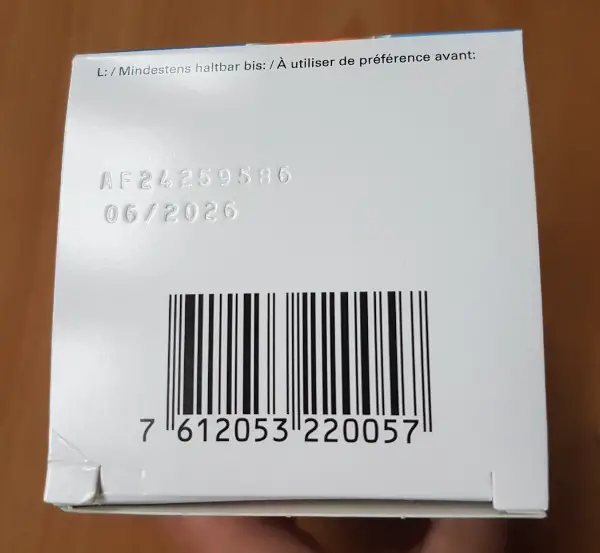 L: / Mindestens haltbar bis: / À utiliser de préférence avant:
AF24259586
06/2026
7 612053 220057